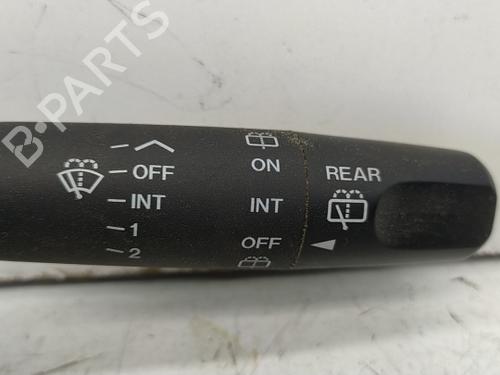 B-PARTS
OFF
INT
1
2
ON
INT
OFF
REAR